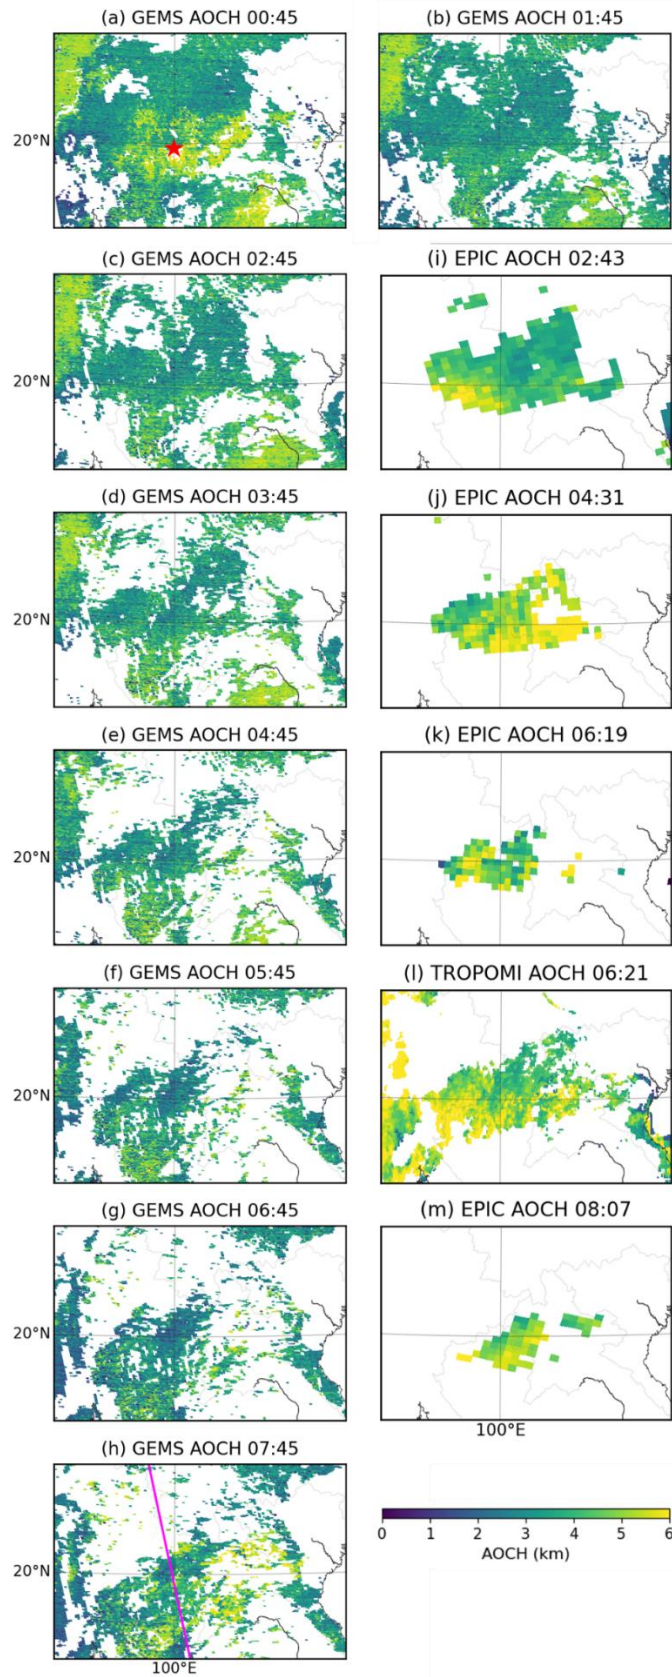 (a) GEMS AOCH 00:45
(b) GEMS AOCH 01:45
20°N
(c) GEMS AOCH 02:45
(i) EPIC AOCH 02:43
20°N
(d) GEMS AOCH 03:45
(j) EPIC AOCH 04:31
20°N
(e) GEMS AOCH 04:45
(k) EPIC AOCH 06:19
20°N
(f) GEMS AOCH 05:45
(l) TROPOMI AOCH 06:21
20°N
(g) GEMS AOCH 06:45
(m) EPIC AOCH 08:07
20°N
100°E
(h) GEMS AOCH 07:45
20°N
100°E
0 1 2 3 4 5 6
AOCH (km)